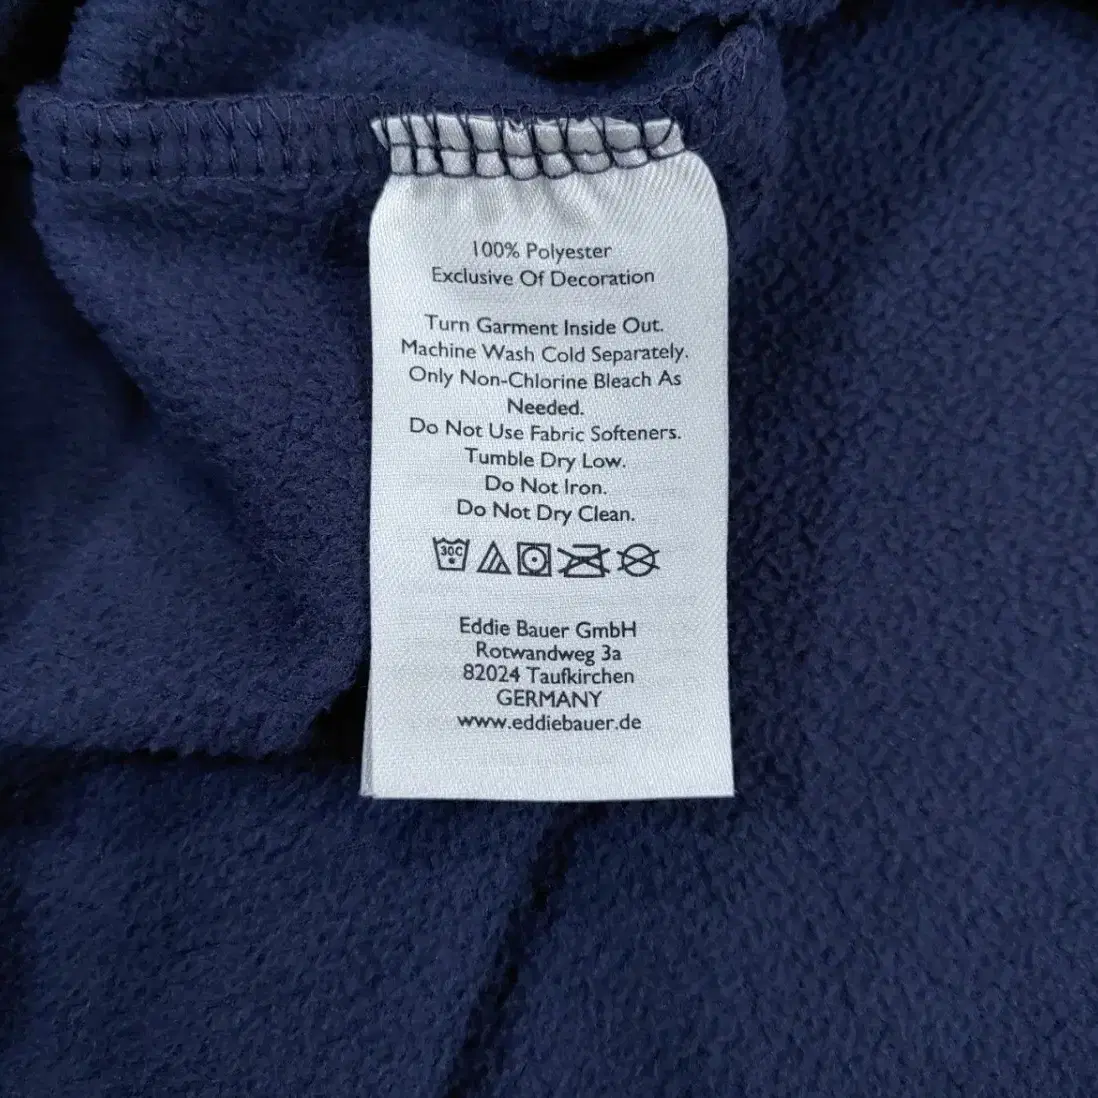 100% Polyester
Exclusive Of Decoration
Turn Garment Inside Out.
Machine Wash Cold Separately.
Only Non-Chlorine Bleach As
Needed.
Do Not Use Fabric Softeners.
Tumble Dry Low.
Do Not Iron.
Do Not Dry Clean.
30C
Eddie Bauer GmbH
Rotwandweg 3a
82024 Taufkirchen
GERMANY
www.eddiebauer.de